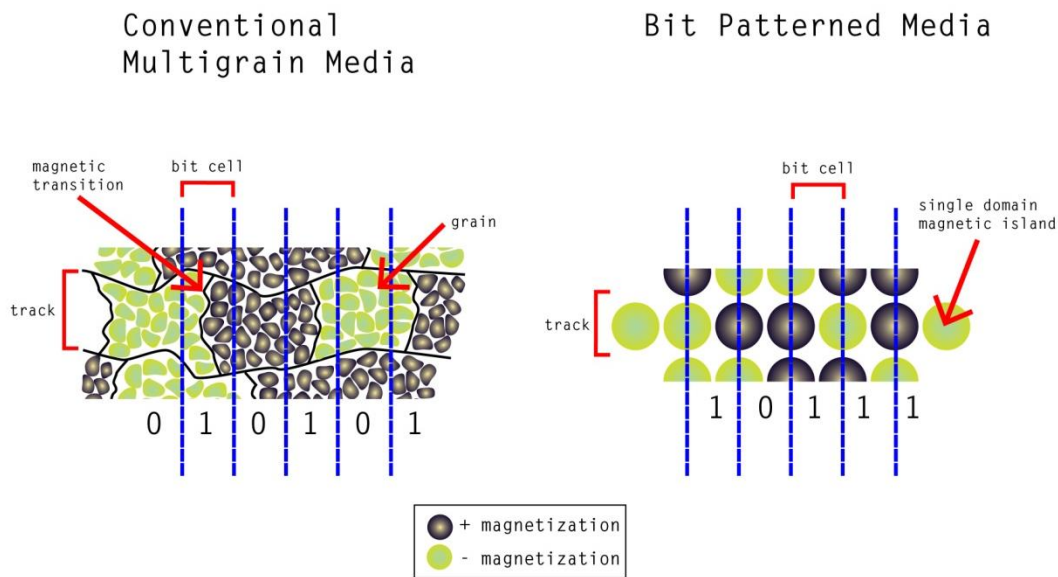 Conventional
Multigrain Media
Bit Patterned Media
magnetic
transition
bit cell
grain
track
0 1 0 1 0 1
bit cell
single domain
magnetic island
track
1 0 1 1 1
+ magnetization
- magnetization